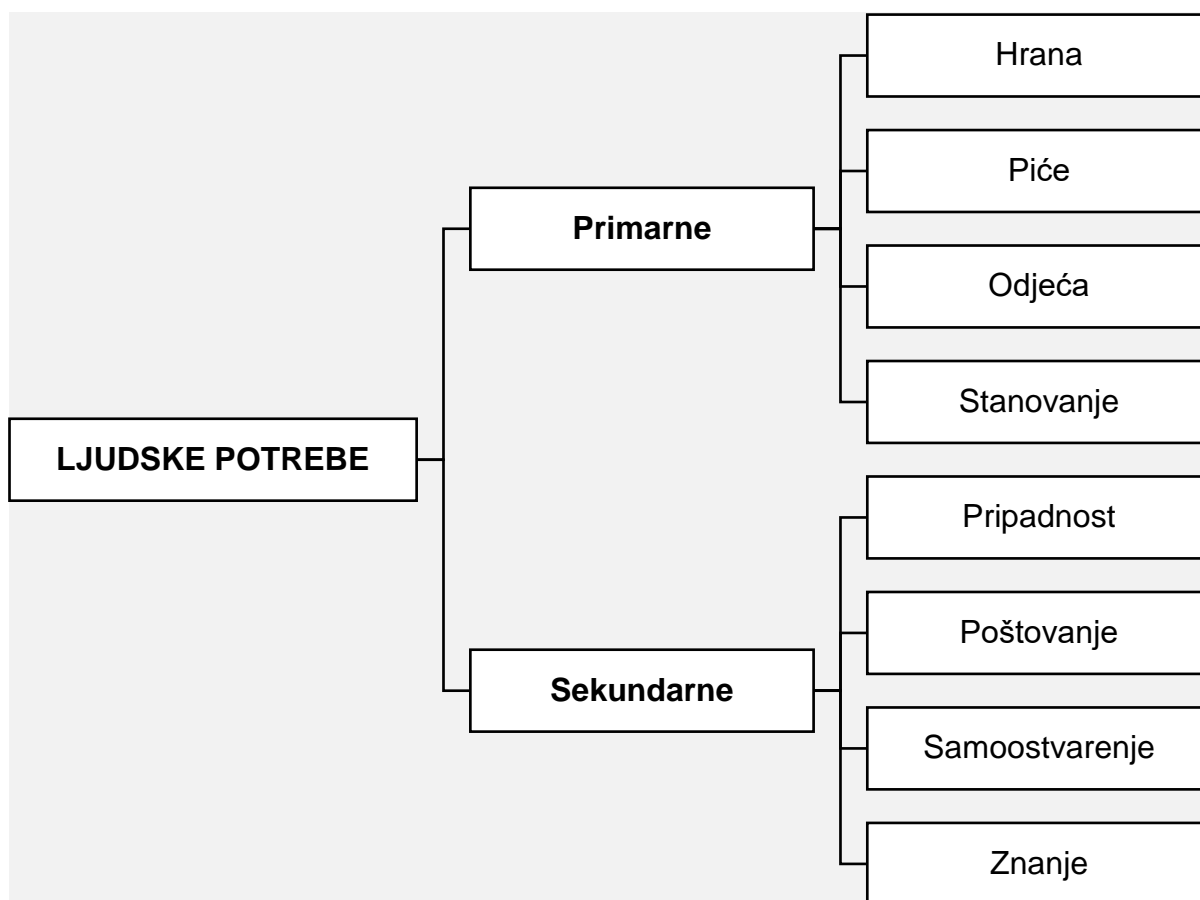 LJUDSKE POTREBE
Primarne
Hrana
Piće
Odjeća
Stanovanje
Sekundarne
Pripadnost
Poštovanje
Samoostvarenje
Znanje